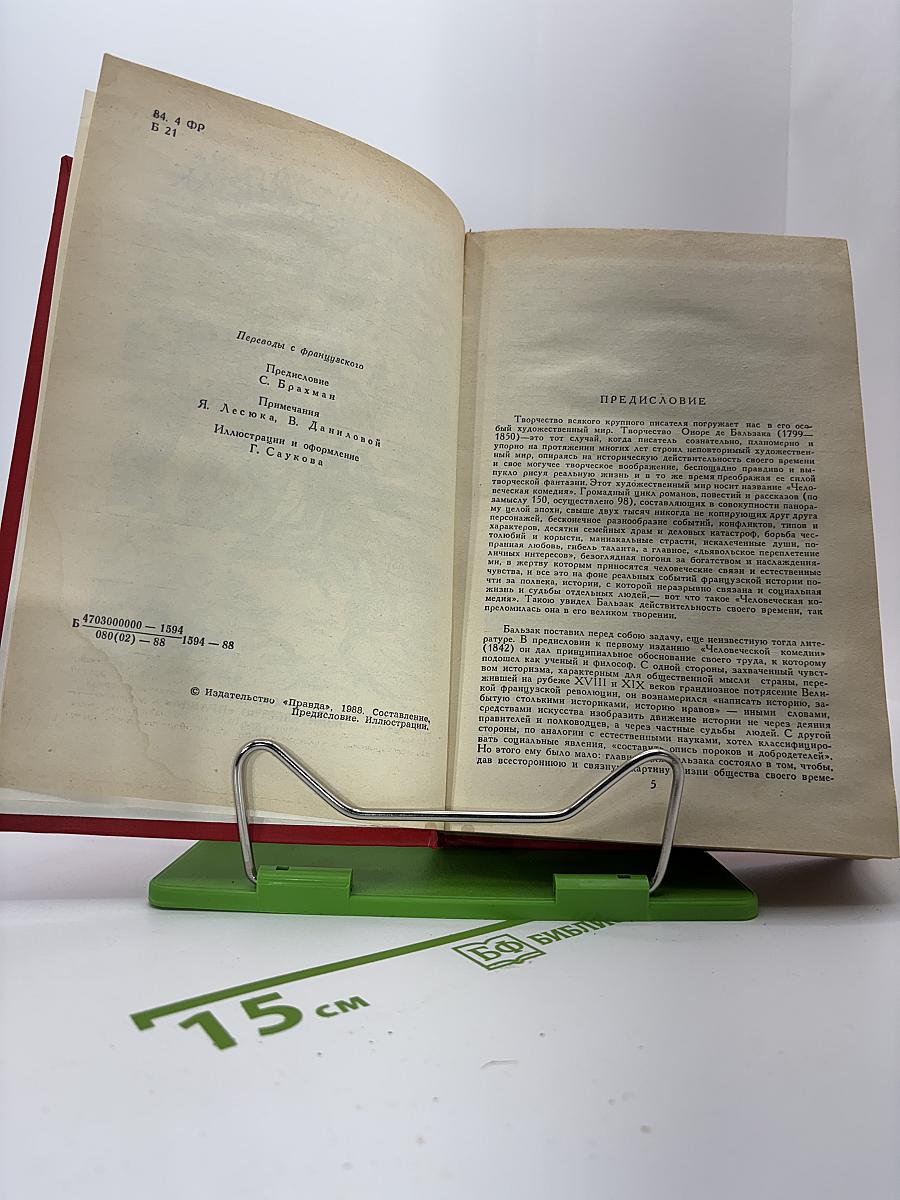 84. 4 ФР
Б 21
Переводы с французского
Предисловие
С. Брахман
Примечания
Я. Лесюка, В. Даниловой
Иллюстрации и оформление
Г. Саукова
Б 4703000000 — 1594
080(02) — 88
1594 — 88
© Издательство «Правда», 1988. Составление,
Предисловие. Иллюстрации.
ПРЕДИСЛОВИЕ
Творчество всякого крупного писателя погружает нас в его осо-
бый художественный мир. Творчество Оноре де Бальзака (1799—
1850)—это тот случай, когда писатель сознательно, планомерно и
упорно на протяжении многих лет строил неповторимый художествен-
ный мир, опираясь на историческую действительность своего времени
и свое могучее творческое воображение, беспощадно правдиво и вы-
пукло рисуя реальную жизнь и в то же время преображая ее силой
творческой фантазии. Этот художественный мир носит название «Чело-
веческая комедия». Громадный цикл романов, повестий и рассказов (по
замыслу 150, осуществлено 98), составляющих в совокупности панора-
му целой эпохи, свыше двух тысяч никогда не копирующих друг друга
персонажей, бесконечное разнообразие событий, конфликтов, типов и
характеров, десятки семейных драм и деловых катастроф, борьба чес-
толюбий и корысти, маниакальные страсти, искалеченные души, по-
пранная любовь, гибель таланта, а главное, «дьявольское переплетение
личных интересов», безоглядная погоня за богатством и наслаждения-
ми, в жертву которым приносятся человеческие связи и естественные
чувства, и все это на фоне реальных событий французской истории по-
чти за полвека, истории, с которой неразрывно связана и социальная
жизнь и судьбы отдельных людей,— вот что такое «Человеческая ко-
медия». Такою увидел Бальзак действительность своего времени, так
преломилась она в его великом творении.
Бальзак поставил перед собою задачу, еще неизвестную тогда лите-
ратуре. В предисловии к первому изданию «Человеческой комедии»
(1842) он дал принципиальное обоснование своего труда, к которому
подошел как ученый и философ. С одной стороны, захваченный чувст-
вом историзма, характерным для общественной мысли страны, пере-
жившей на рубеже XVIII и XIX веков грандиозное потрясение Вели-
кой французской революции, он вознамерился «написать историю, за-
бытую столькими историками, историю нравов» — иными словами,
средствами искусства изобразить движение истории не через деяния
правителей и полководцев, а через частные судьбы людей. С другой
стороны, по аналогии с естественными науками, хотел классифициро-
вать социальные явления, «составить опись пороков и добродетелей».
Но этого ему было мало: главн Бальзака состояло в том, чтобы,
дав всестороннюю и связную картину жизни общества своего време-
5
БФ БИБЛИ
15 см